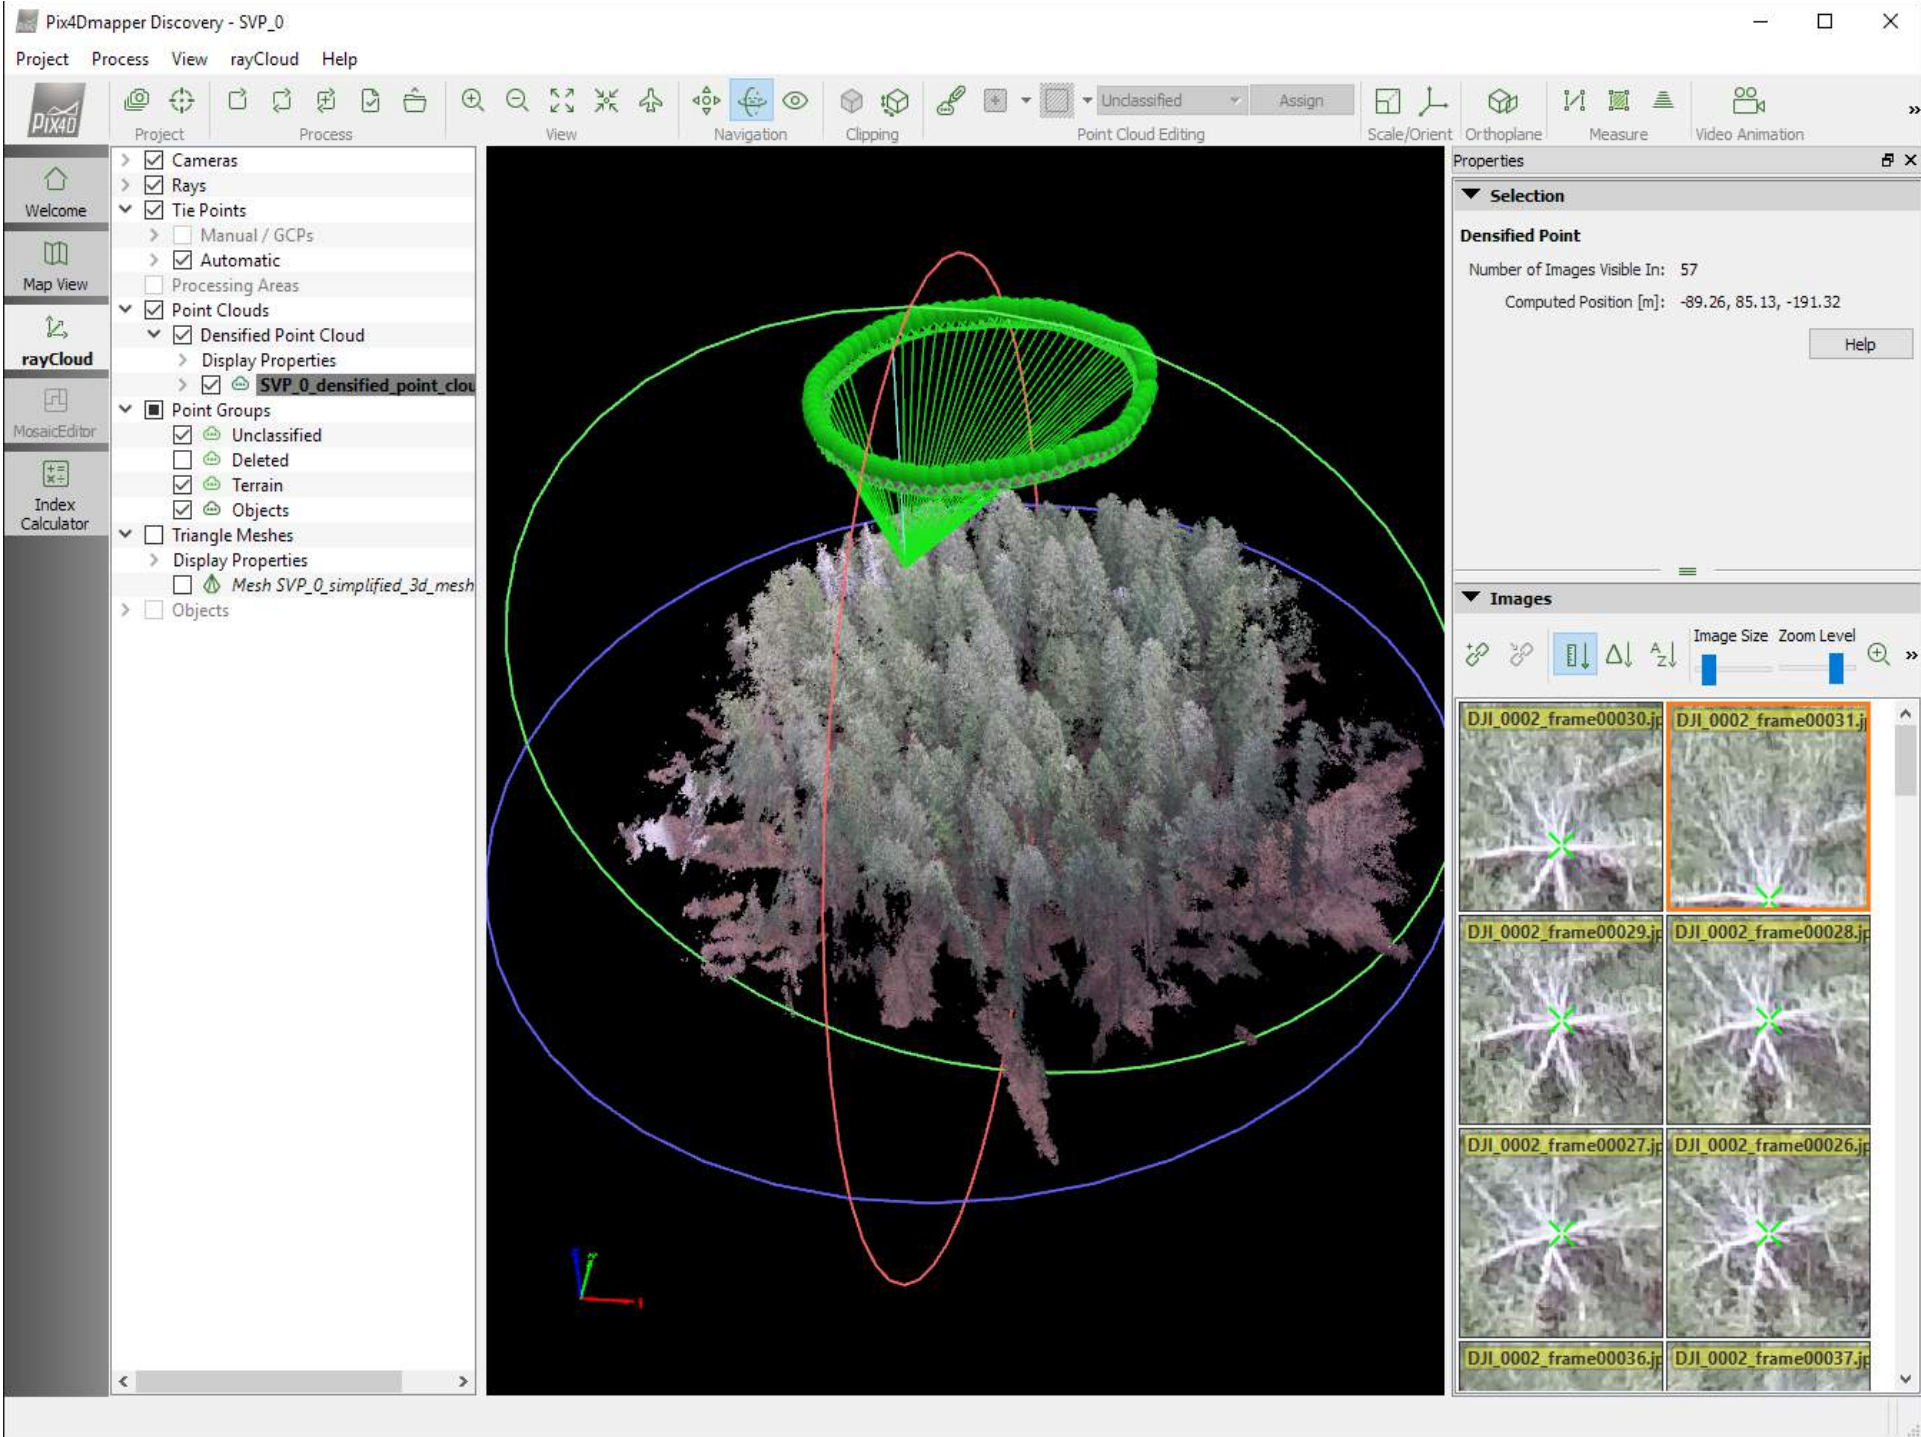 Pix4Dmapper Discovery - SVP_0
Project Process View rayCloud Help
PIX4D
Unclassified Assign
Project Process View Navigation Clipping Point Cloud Editing Scale/Orient Orthoplane Measure Video Animation
Welcome
Map View
rayCloud
MosaicEditor
Index
Calculator
Cameras
Rays
Tie Points
Manual / GCPs
Automatic
Processing Areas
Point Clouds
Densified Point Cloud
Display Properties
SVP_0_densified_point_clou
Point Groups
Unclassified
Deleted
Terrain
Objects
Triangle Meshes
Display Properties
Mesh SVP_0_simplified_3d_mesh
Objects
Properties
Selection
Densified Point
Number of Images Visible In: 57
Computed Position [m]: -89.26, 85.13, -191.32
Help
Images
Image Size Zoom Level
DJI_0002_frame00030.jp DJI_0002_frame00031.j
DJI_0002_frame00029.jp DJI_0002_frame00028.jp
DJI_0002_frame00027.jp DJI_0002_frame00026.jp
DJI_0002_frame00036.jp DJI_0002_frame00037.jp